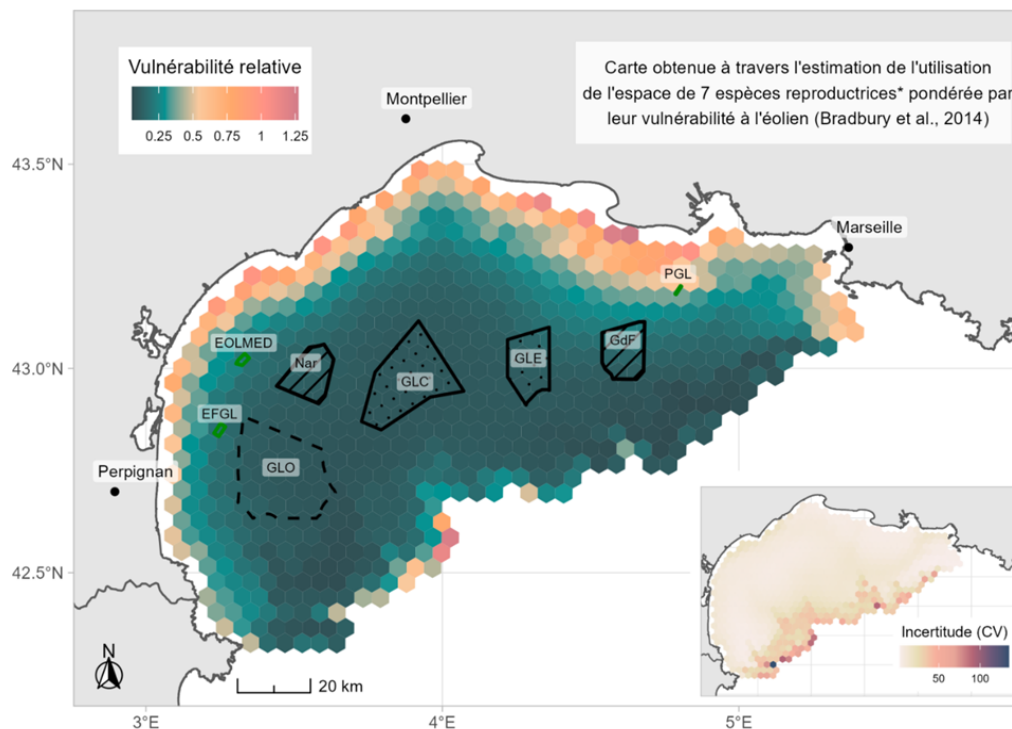 Vulnérabilité relative
0.25 0.5 0.75 1 1.25
Carte obtenue à travers l'estimation de l'utilisation
de l'espace de 7 espèces reproductrices* pondérée par
leur vulnérabilité à l'éolien (Bradbury et al., 2014)
Montpellier
43.5°N
Marseille
PGL
EOLMED
Nar
GLC
GLE
GdF
43.0°N
EFGL
GLO
Perpignan
42.5°N
Incertitude (CV)
50 100
N
20 km
3°E 4°E 5°E